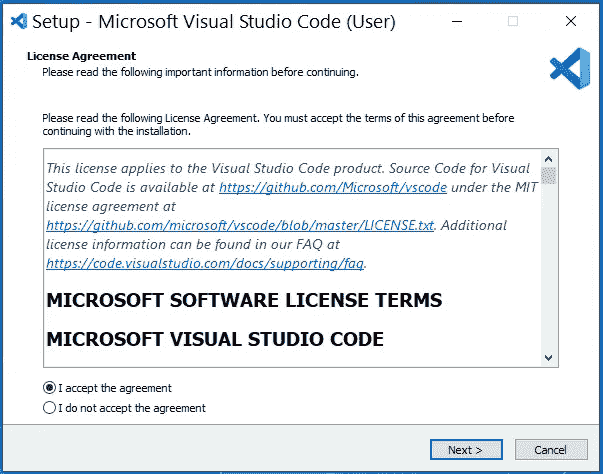 Setup - Microsoft Visual Studio Code (User)
License Agreement
Please read the following important information before continuing.
Please read the following License Agreement. You must accept the terms of this agreement before
continuing with the installation.
This license applies to the Visual Studio Code product. Source Code for Visual
Studio Code is available at https://github.com/Microsoft/vscode under the MIT
license agreement at
https://github.com/microsoft/vscode/blob/master/LICENSE.txt. Additional
license information can be found in our FAQ at
https://code.visualstudio.com/docs/supporting/faq.
MICROSOFT SOFTWARE LICENSE TERMS
MICROSOFT VISUAL STUDIO CODE
I accept the agreement
I do not accept the agreement
Next >
Cancel